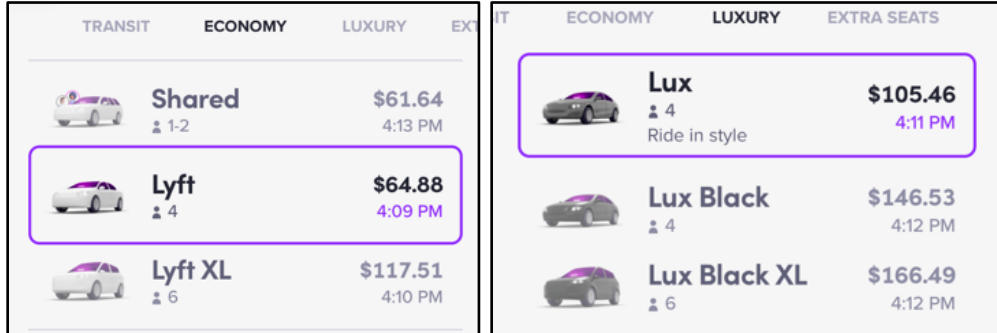 TRANSIT ECONOMY LUXURY EXT
Shared $61.64
1-2 4:13 PM
Lyft $64.88
4 4:09 PM
Lyft XL $117.51
6 4:10 PM
IT ECONOMY LUXURY EXTRA SEATS
Lux $105.46
4 4:11 PM
Ride in style
Lux Black $146.53
4 4:12 PM
Lux Black XL $166.49
6 4:12 PM